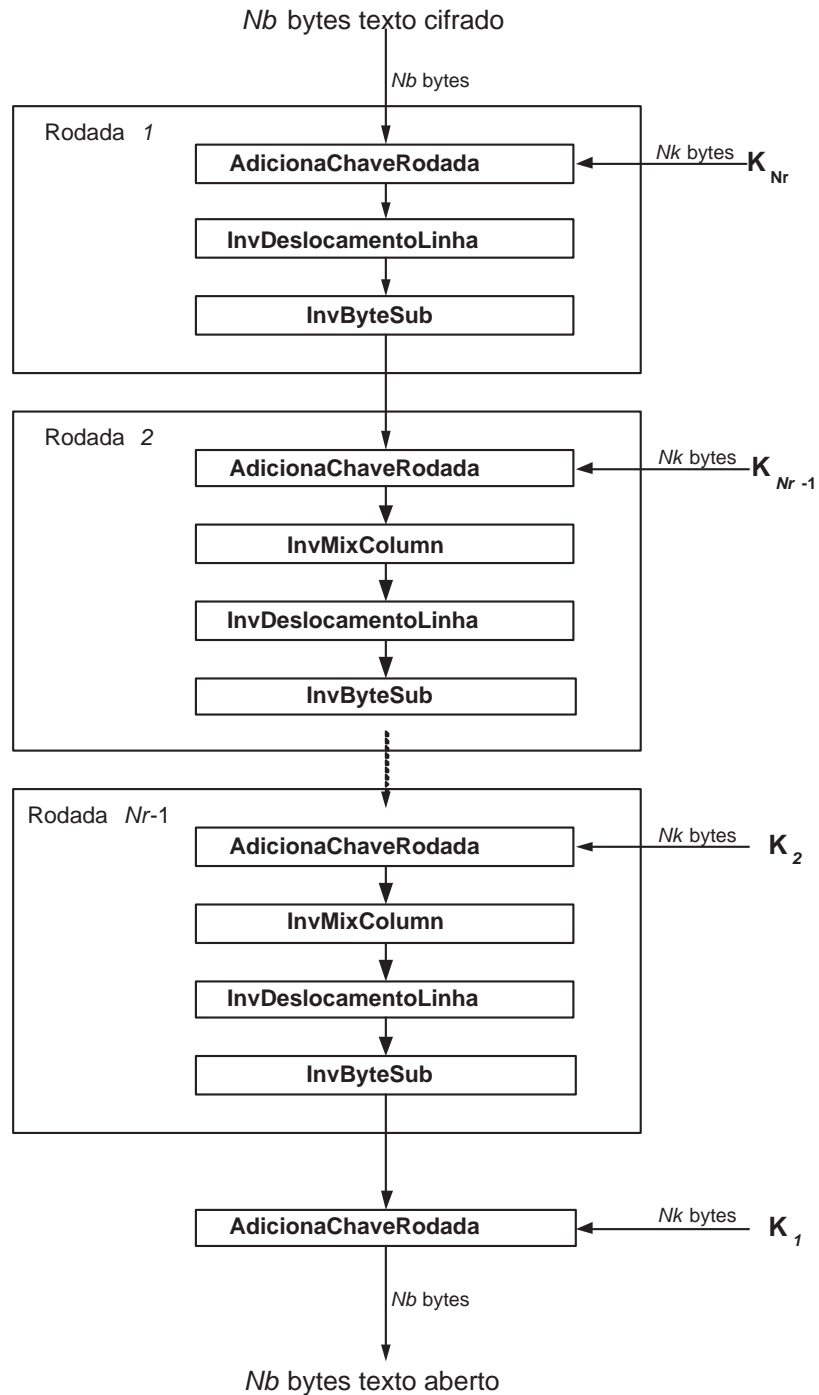 Nb bytes texto cifrado
Nb bytes
Rodada 1
AdicionaChaveRodada
Nk bytes
K Nr
InvDeslocamentoLinha
InvByteSub
Rodada 2
AdicionaChaveRodada
Nk bytes
K Nr -1
InvMixColumn
InvDeslocamentoLinha
InvByteSub
Rodada Nr-1
AdicionaChaveRodada
Nk bytes
K 2
InvMixColumn
InvDeslocamentoLinha
InvByteSub
AdicionaChaveRodada
Nk bytes
K 1
Nb bytes
Nb bytes texto aberto